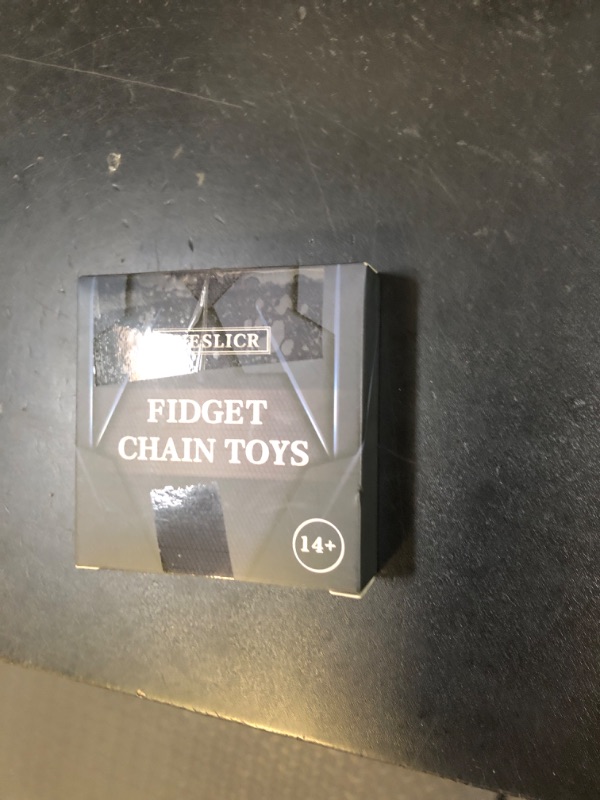 FIDGET
CHAIN TOYS
14+